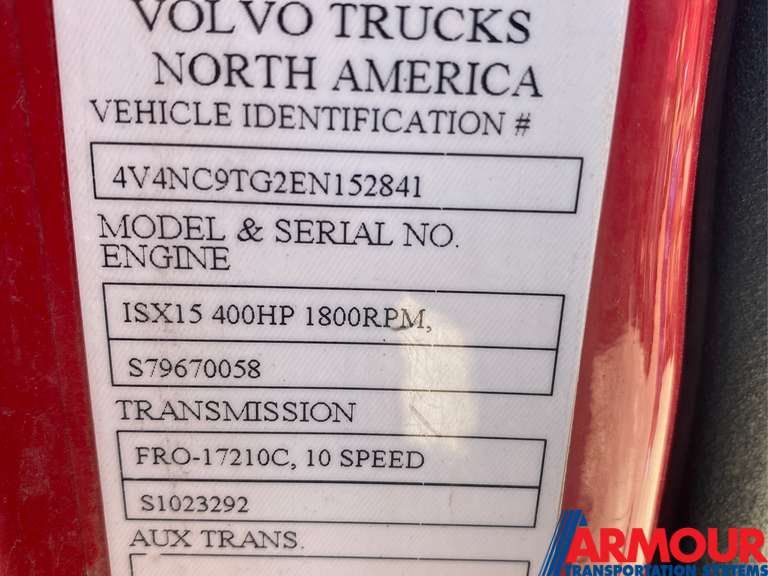 VOLVO TRUCKS
NORTH AMERICA
VEHICLE IDENTIFICATION #
4V4NC9TG2EN152841
MODEL & SERIAL NO.
ENGINE
ISX15 400HP 1800RPM,
S79670058
TRANSMISSION
FRO-17210C, 10 SPEED
S1023292
AUX TRANS.
ARMOUR
TRANSPORTATION SYSTEMS